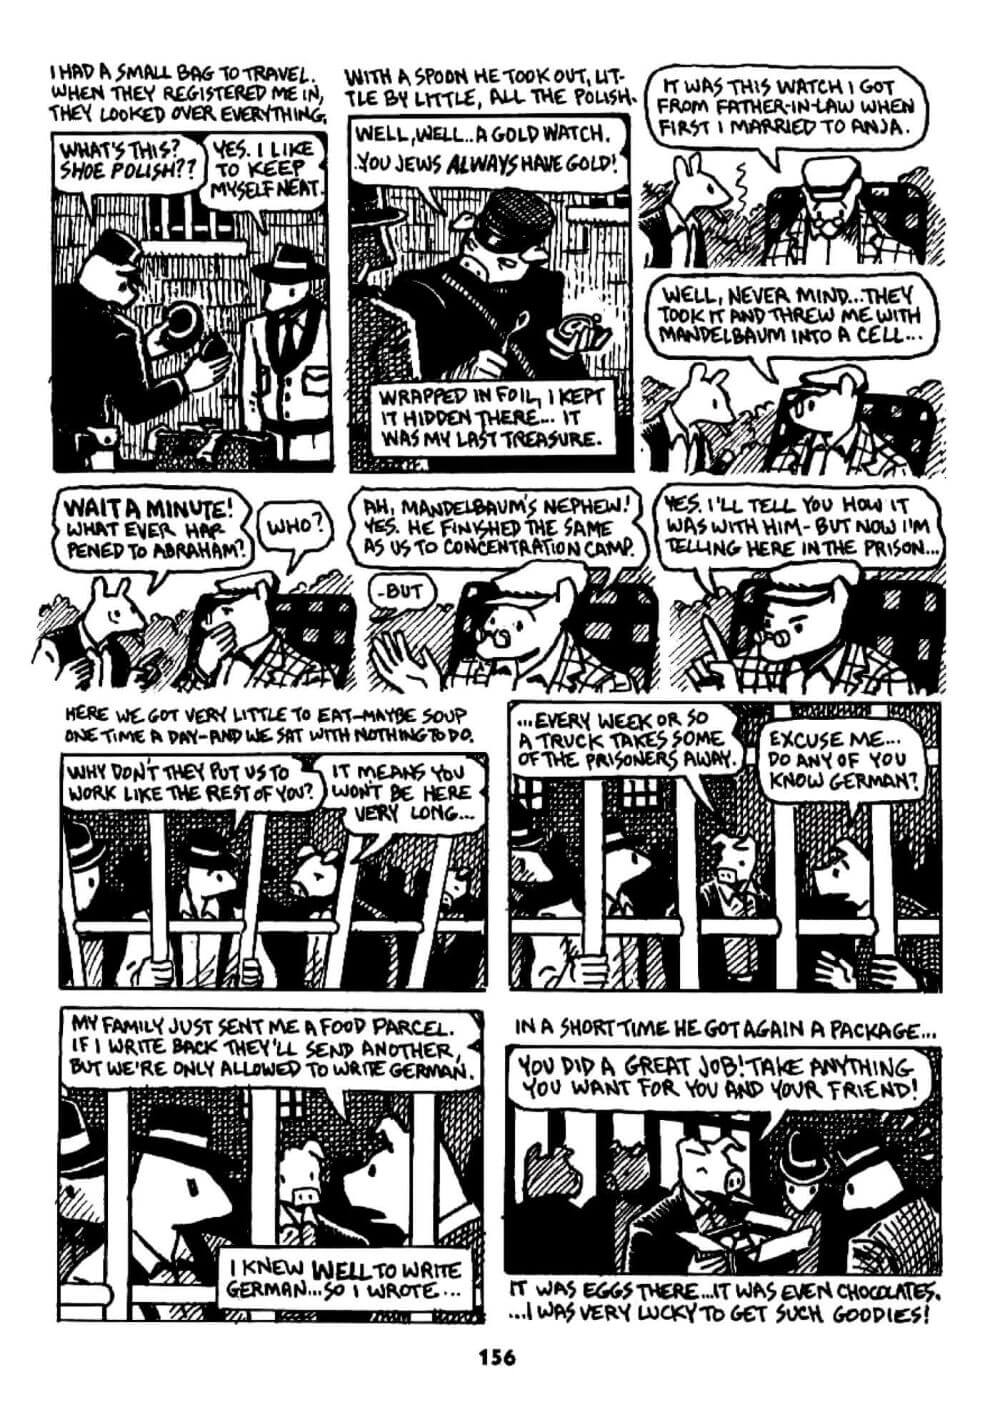 I HAD A SMALL BAG TO TRAVEL.
WHEN THEY REGISTERED ME IN,
THEY LOOKED OVER EVERYTHING.
WHAT'S THIS?
SHOE POLISH??
YES. I LIKE
TO KEEP
MYSELF NEAT.
WITH A SPOON HE TOOK OUT, LIT-
TLE BY LITTLE, ALL THE POLISH.
WELL, WELL.. A GOLD WATCH.
YOU JEWS ALWAYS HAVE GOLD!
WRAPPED IN FOIL, I KEPT
IT HIDDEN THERE... IT
WAS MY LAST TREASURE.
IT WAS THIS WATCH I GOT
FROM FATHER-IN-LAW WHEN
FIRST I MARRIED TO ANJA.
WELL, NEVER MIND...THEY
TOOK IT AND THREW ME WITH
MANDELBAUM INTO A CELL...
WAIT A MINUTE!
WHAT EVER HAP
PENED TO ABRAHAM?
WHO?
AH, MANDELBAUM'S NEPHEW!
YES. HE FINISHED THE SAME
AS US TO CONCENTRATION CAMP.
-BUT
YES. I'LL TELL YOU HOW IT
WAS WITH HIM - BUT NOW I'M
TELLING HERE IN THE PRISON...
HERE WE GOT VERY LITTLE TO EAT-MAYBE SOUP
ONE TIME A DAY-AND WE SAT WITH NOTHING TO DO.
WHY DON'T THEY PUT US TO
WORK LIKE THE REST OF YOU?
IT MEANS YOU
WON'T BE HERE
VERY LONG...
...EVERY WEEK OR SO
A TRUCK TAKES SOME
OF THE PRISONERS AWAY.
EXCUSE ME...
DO ANY OF YOU
KNOW GERMAN?
MY FAMILY JUST SENT ME A FOOD PARCEL.
IF I WRITE BACK THEY'LL SEND ANOTHER,
BUT WE'RE ONLY ALLOWED TO WRITE GERMAN.
I KNEW WELL TO WRITE
GERMAN...SO I WROTE...
IN A SHORT TIME HE GOT AGAIN A PACKAGE...
YOU DID A GREAT JOB! TAKE ANYTHING
YOU WANT FOR YOU AND YOUR FRIEND!
IT WAS EGGS THERE...IT WAS EVEN CHOCOLATES.
...I WAS VERY LUCKY TO GET SUCH GOODIES!
156